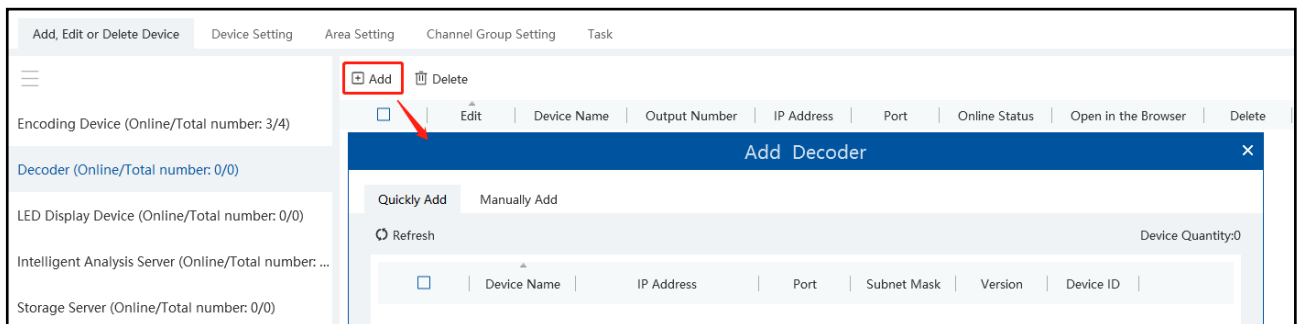 Add, Edit or Delete Device Device Setting Area Setting Channel Group Setting Task
Add Delete
Edit Device Name Output Number IP Address Port Online Status Open in the Browser Delete
Encoding Device (Online/Total number: 3/4)
Decoder (Online/Total number: 0/0)
LED Display Device (Online/Total number: 0/0)
Intelligent Analysis Server (Online/Total number: ...
Storage Server (Online/Total number: 0/0)
Add Decoder
Quickly Add Manually Add
Refresh Device Quantity:0
Device Name IP Address Port Subnet Mask Version Device ID